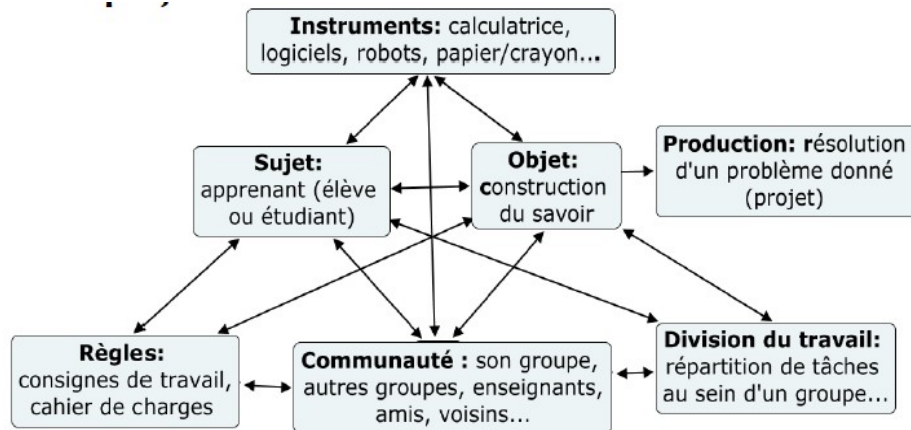 Instruments: calculatrice,
logiciels, robots, papier/crayon...
Sujet:
apprenant (élève
ou étudiant)
Objet:
construction
du savoir
Production: résolution
d'un problème donné
(projet)
Règles:
consignes de travail,
cahier de charges
Communauté : son groupe,
autres groupes, enseignants,
amis, voisins...
Division du travail:
répartition de tâches
au sein d'un groupe...